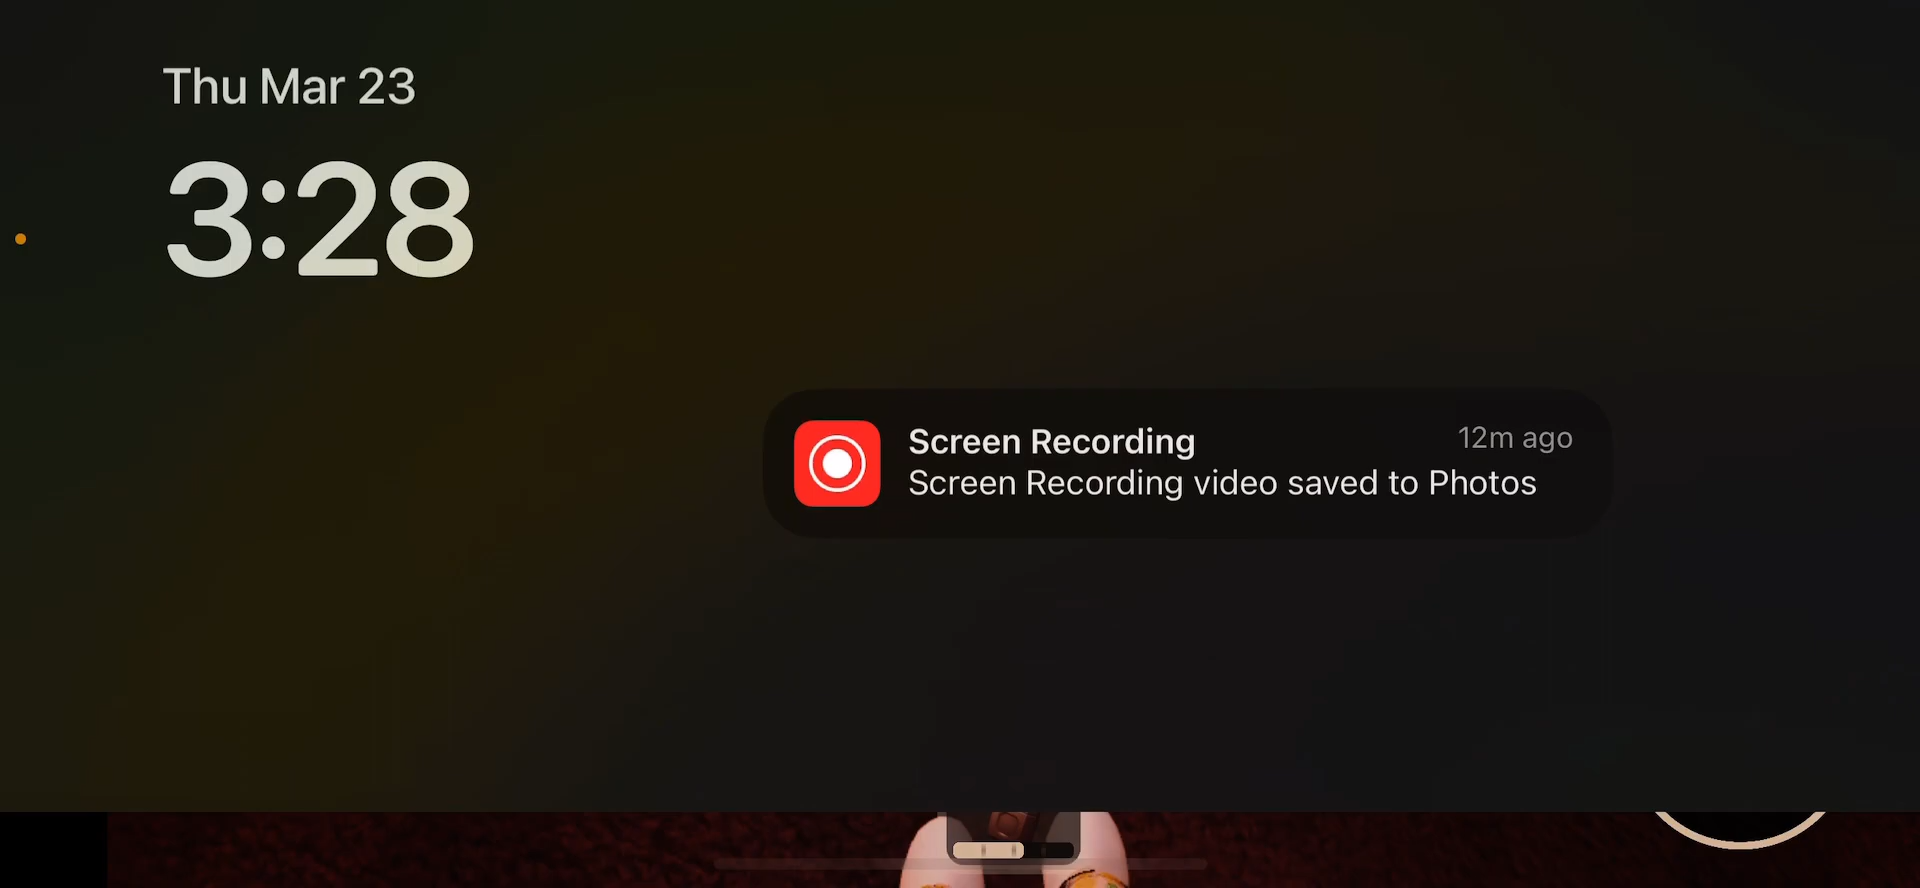 Thu Mar 23
3:28
Screen Recording
12m ago
Screen Recording video saved to Photos